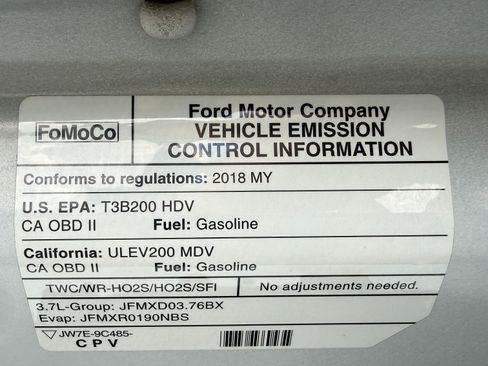 FoMoCo
Ford Motor Company
VEHICLE EMISSION
CONTROL INFORMATION
Conforms to regulations: 2018 MY
U.S. EPA: T3B200 HDV
CA OBD II Fuel: Gasoline
California: ULEV200 MDV
CA OBD II Fuel: Gasoline
TWC/WR-HO2S/HO2S/SFI No adjustments needed.
3.7L-Group: JFMXD03.76BX
Evap: JFMXR0190NBS
JW7E-9C485-
CPV